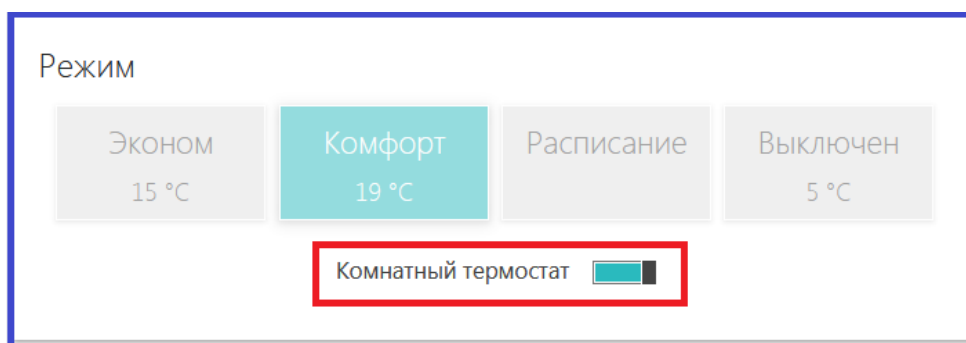 Режим
Эконом Комфорт Расписание Выключен
15 °C 19 °C 5 °C
Комнатный термостат